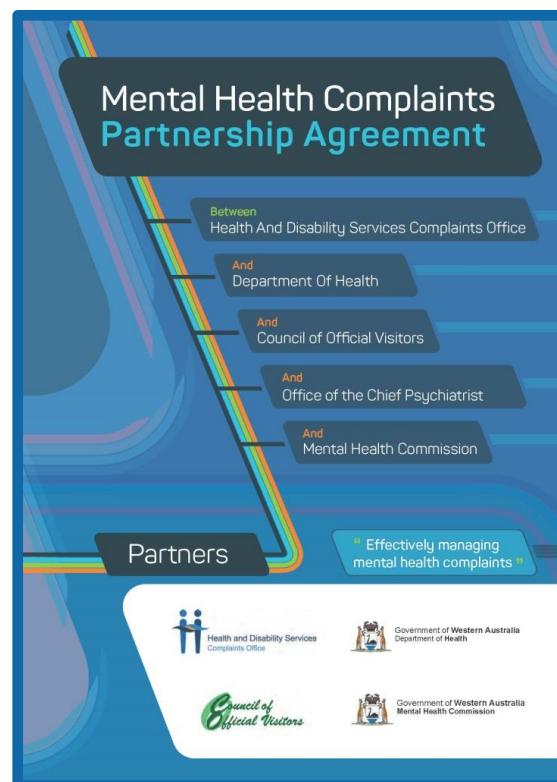 Mental Health Complaints
Partnership Agreement
Between
Health And Disability Services Complaints Office
And
Department Of Health
And
Council of Official Visitors
And
Office of the Chief Psychiatrist
And
Mental Health Commission
Partners
" Effectively managing
mental health complaints "
Health and Disability Services
Complaints Office
Government of Western Australia
Department of Health
Council of
Official Visitors
Government of Western Australia
Mental Health Commission